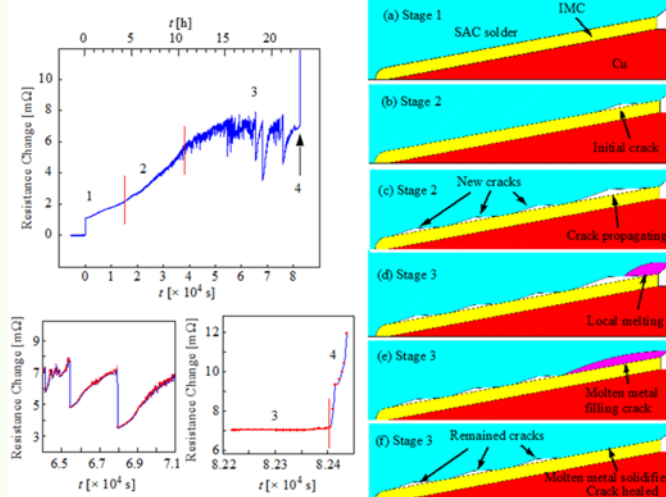 t [h]
0 5 10 15 20
Resistance Change [mΩ]
10
8
6
4
2
0
1
2
3
4
0 1 2 3 4 5 6 7 8
t [× 10⁴ s]
Resistance Change [mΩ]
9
7
5
3
6.5 6.7 6.9 7.1
t [× 10⁴ s]
Resistance Change [mΩ]
12
10
8
6
3
4
8.22 8.23 8.24
t [× 10⁴ s]
(a) Stage 1
SAC solder
IMC
Cu
(b) Stage 2
Initial crack
(c) Stage 2
New cracks
Crack propagating
(d) Stage 3
Local melting
(e) Stage 3
Molten metal
filling crack
(f) Stage 3
Remained cracks
Molten metal solidifie
Crack healed